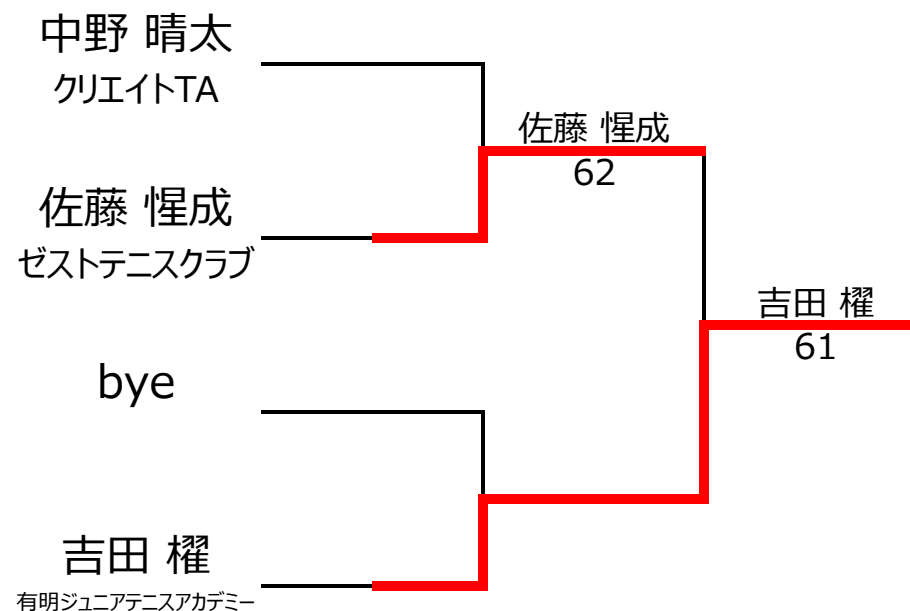 中野 晴太
クリエイトTA
佐藤 惺成
62
佐藤 惺成
ゼストテニスクラブ
吉田 櫂
61
bye
吉田 櫂
有明ジュニアテニスアカデミー